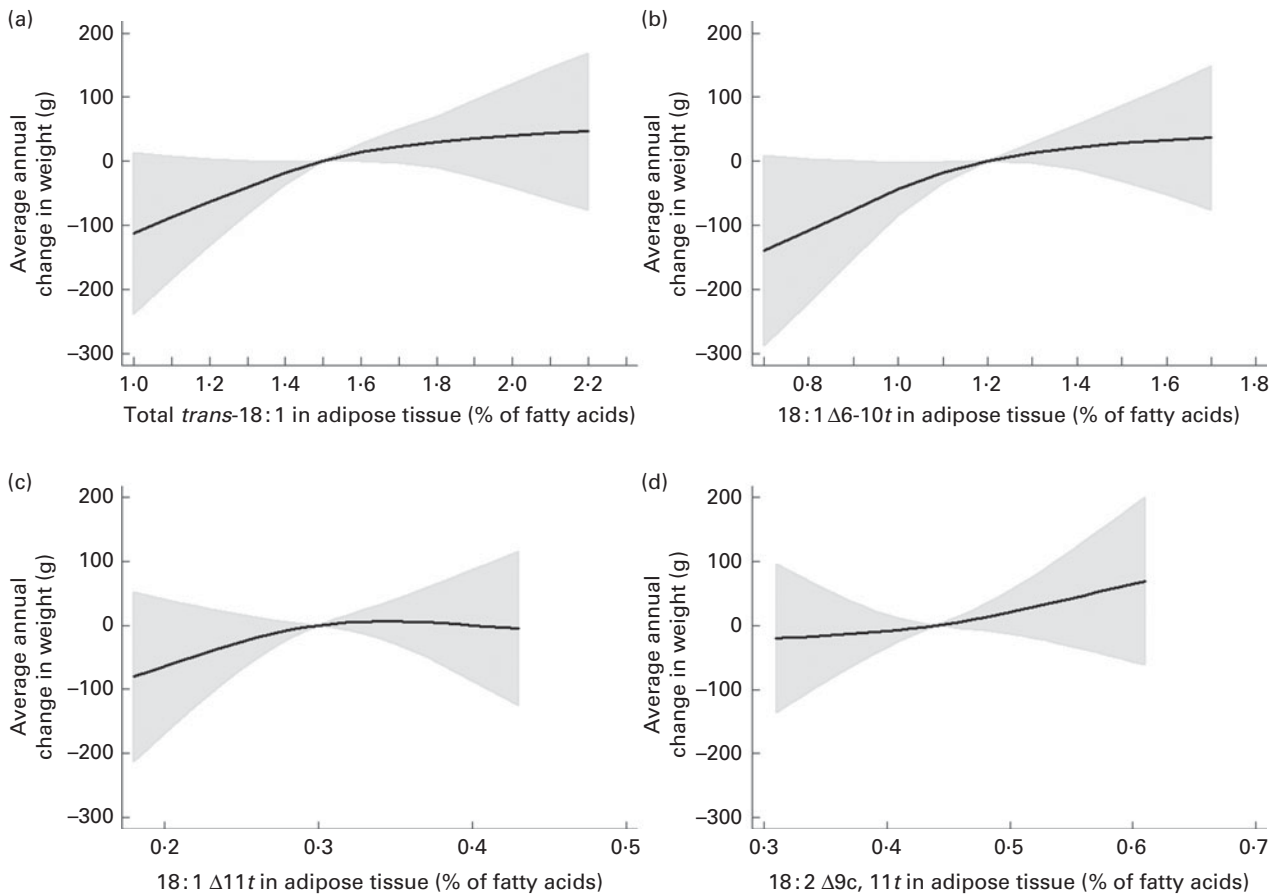 (a)
Average annual
change in weight (g)
200
100
0
–100
–200
–300
1·0 1·2 1·4 1·6 1·8 2·0 2·2
Total trans-18 : 1 in adipose tissue (% of fatty acids)
(b)
Average annual
change in weight (g)
200
100
0
–100
–200
–300
0·8 1·0 1·2 1·4 1·6 1·8
18 : 1 Δ6-10t in adipose tissue (% of fatty acids)
(c)
Average annual
change in weight (g)
200
100
0
–100
–200
–300
0·2 0·3 0·4 0·5
18 : 1 Δ11t in adipose tissue (% of fatty acids)
(d)
Average annual
change in weight (g)
200
100
0
–100
–200
–300
0·3 0·4 0·5 0·6 0·7
18 : 2 Δ9c, 11t in adipose tissue (% of fatty acids)